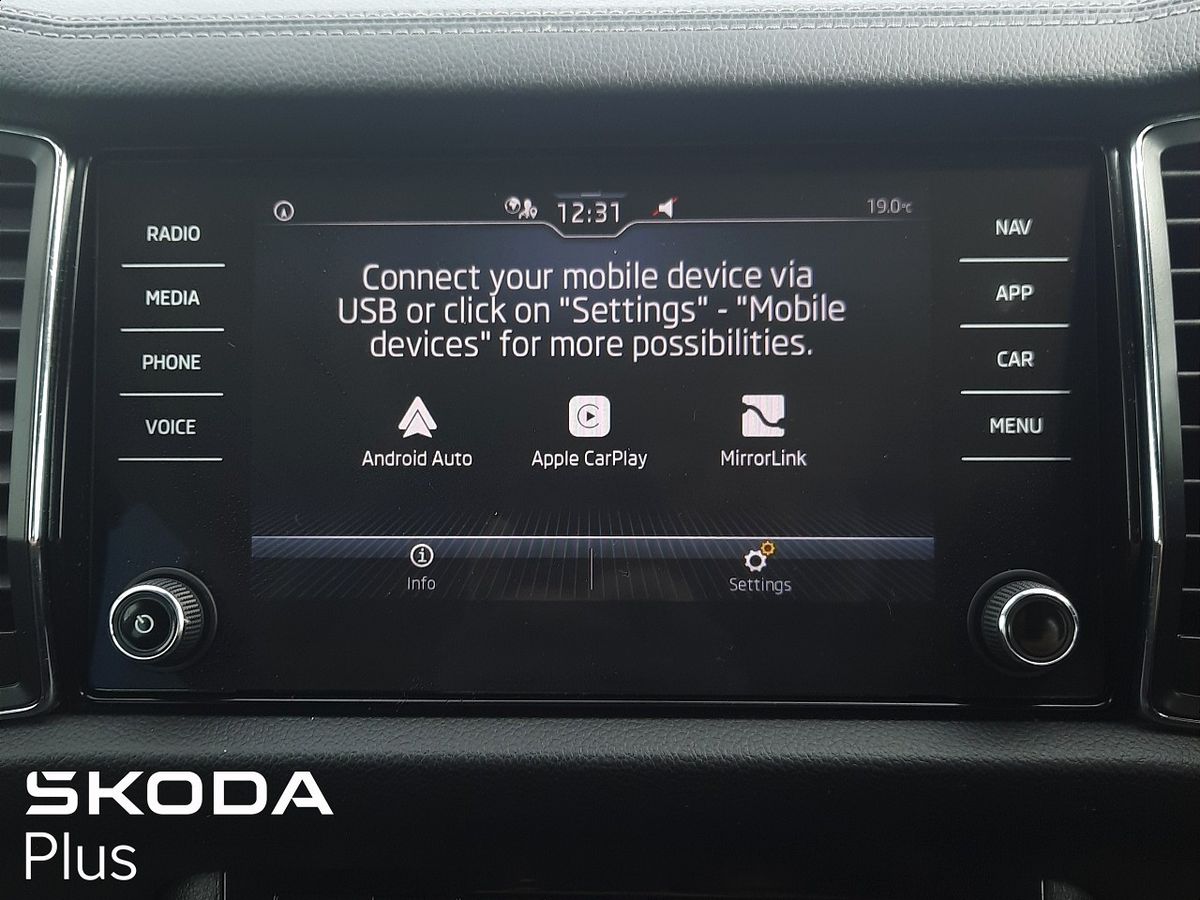 12:31
19.0°C
RADIO
MEDIA
PHONE
VOICE
Connect your mobile device via
USB or click on "Settings" - "Mobile
devices" for more possibilities.
Android Auto
Apple CarPlay
MirrorLink
Info
Settings
NAV
APP
CAR
MENU
ŠKODA
Plus